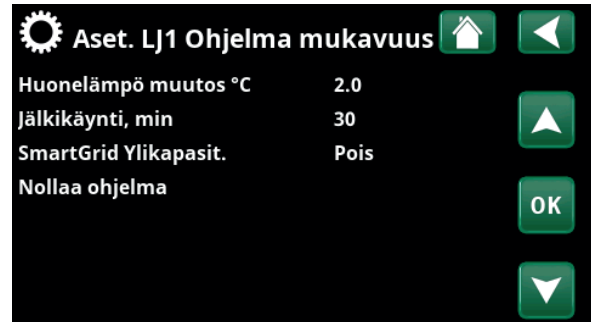 Aset. LJ1 Ohjelma mukavuus
Huonelämpö muutos °C 2.0
Jälkikäynti, min 30
SmartGrid Ylikapasit. Pois
Nollaa ohjelma
OK